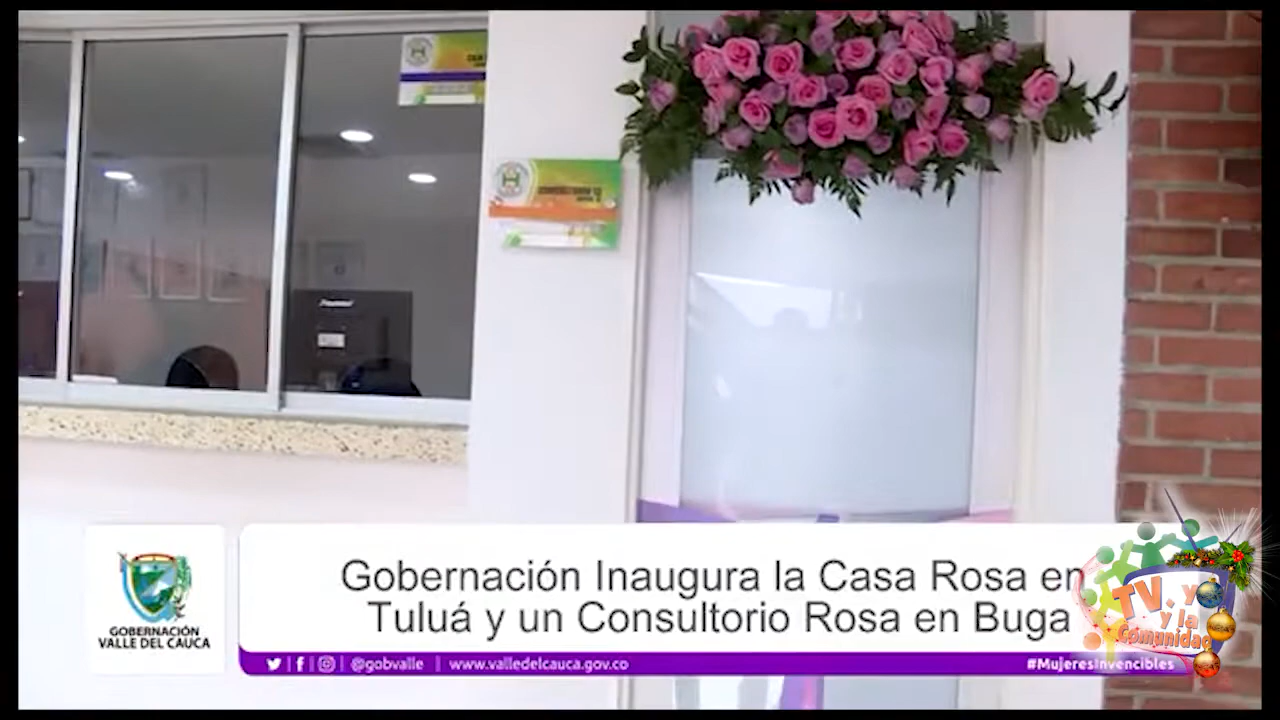 Gobernación Inaugura la Casa Rosa en
Tuluá y un Consultorio Rosa en Buga
GOBERNACIÓN
VALLE DEL CAUCA
@gobvalle | www.valledelcauca.gov.co
#MujeresInvencibles
TV, yo
y la
Comunidad